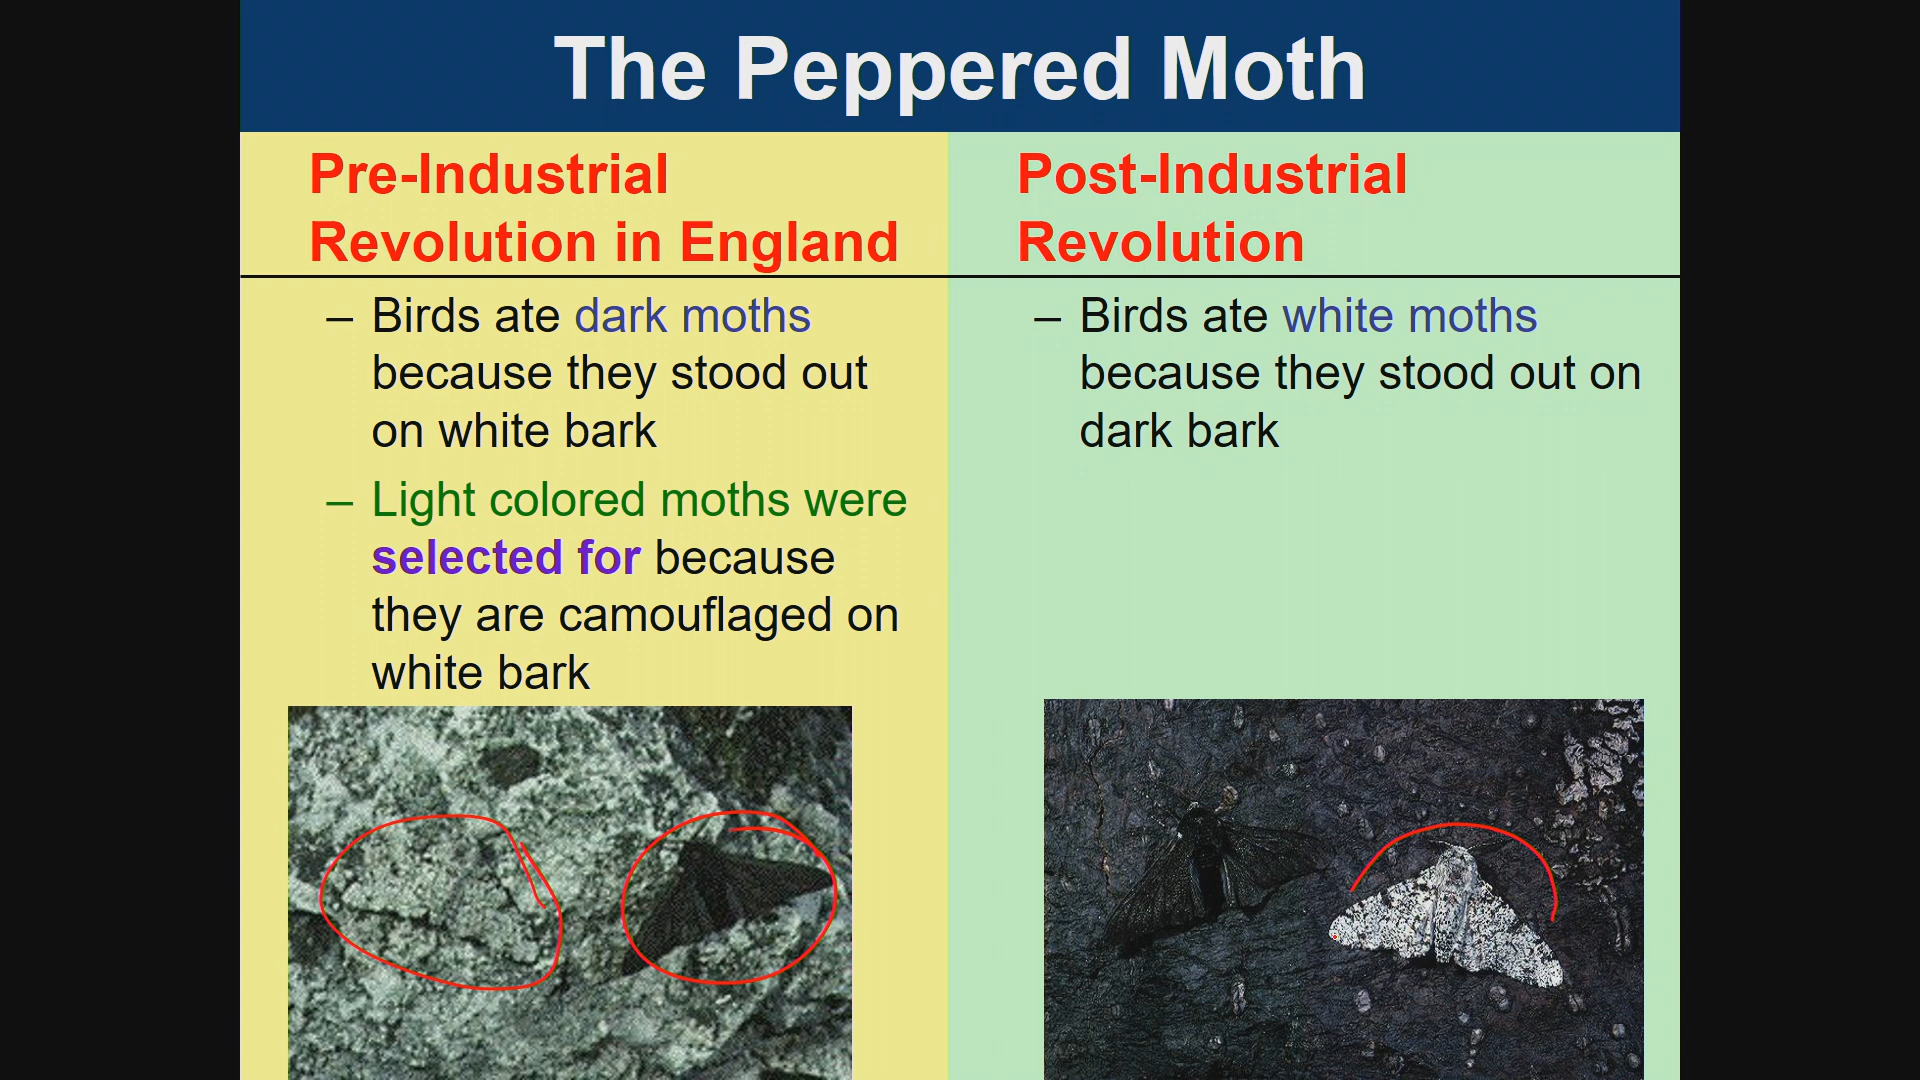 The Peppered Moth
Pre-Industrial
Revolution in England
– Birds ate dark moths
because they stood out
on white bark
– Light colored moths were
selected for because
they are camouflaged on
white bark
Post-Industrial
Revolution
– Birds ate white moths
because they stood out on
dark bark